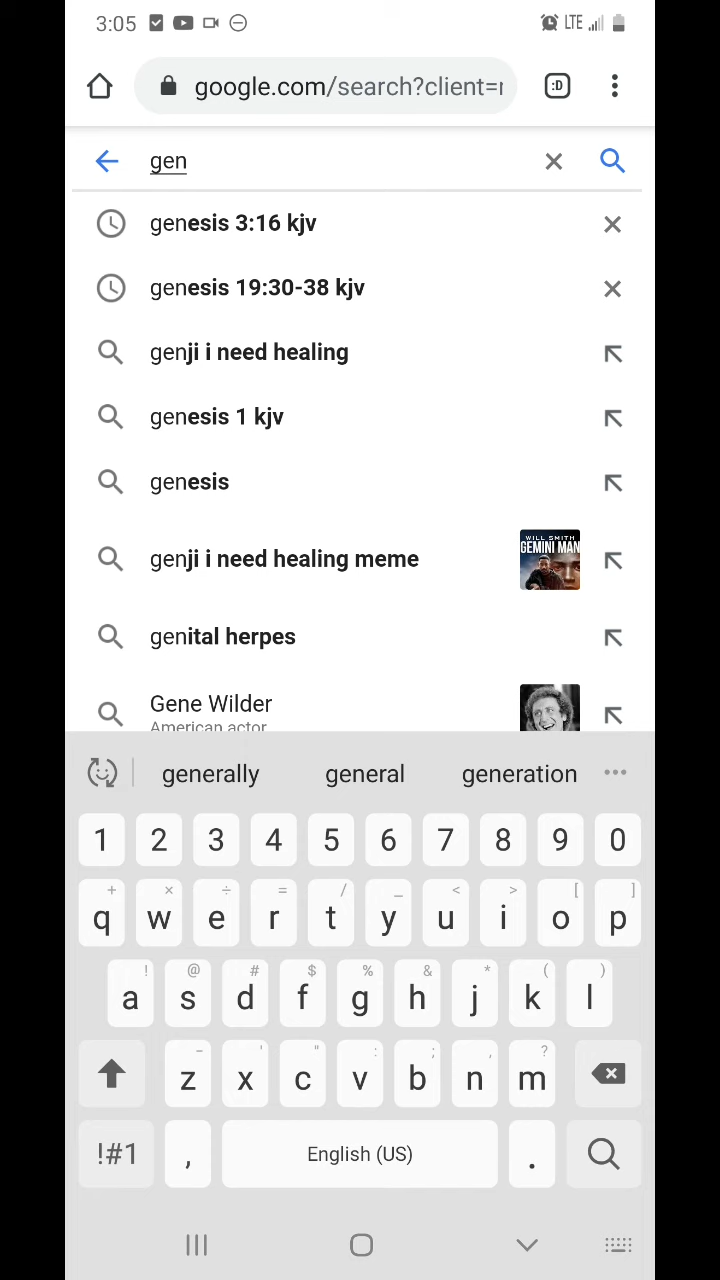 3:05 LTE
google.com/search?client=r :D
gen
genesis 3:16 kjv
genesis 19:30-38 kjv
genji i need healing
genesis 1 kjv
genesis
genji i need healing meme
WILL SMITH
GEMINI MAN
genital herpes
Gene Wilder
American actor
generally general generation
1 2 3 4 5 6 7 8 9 0
+ × ÷ = / _ < > [ ]
q w e r t y u i o p
! @ # $ % & * ( )
a s d f g h j k l
- ' " : ; , ?
z x c v b n m
!#1 , English (US) .